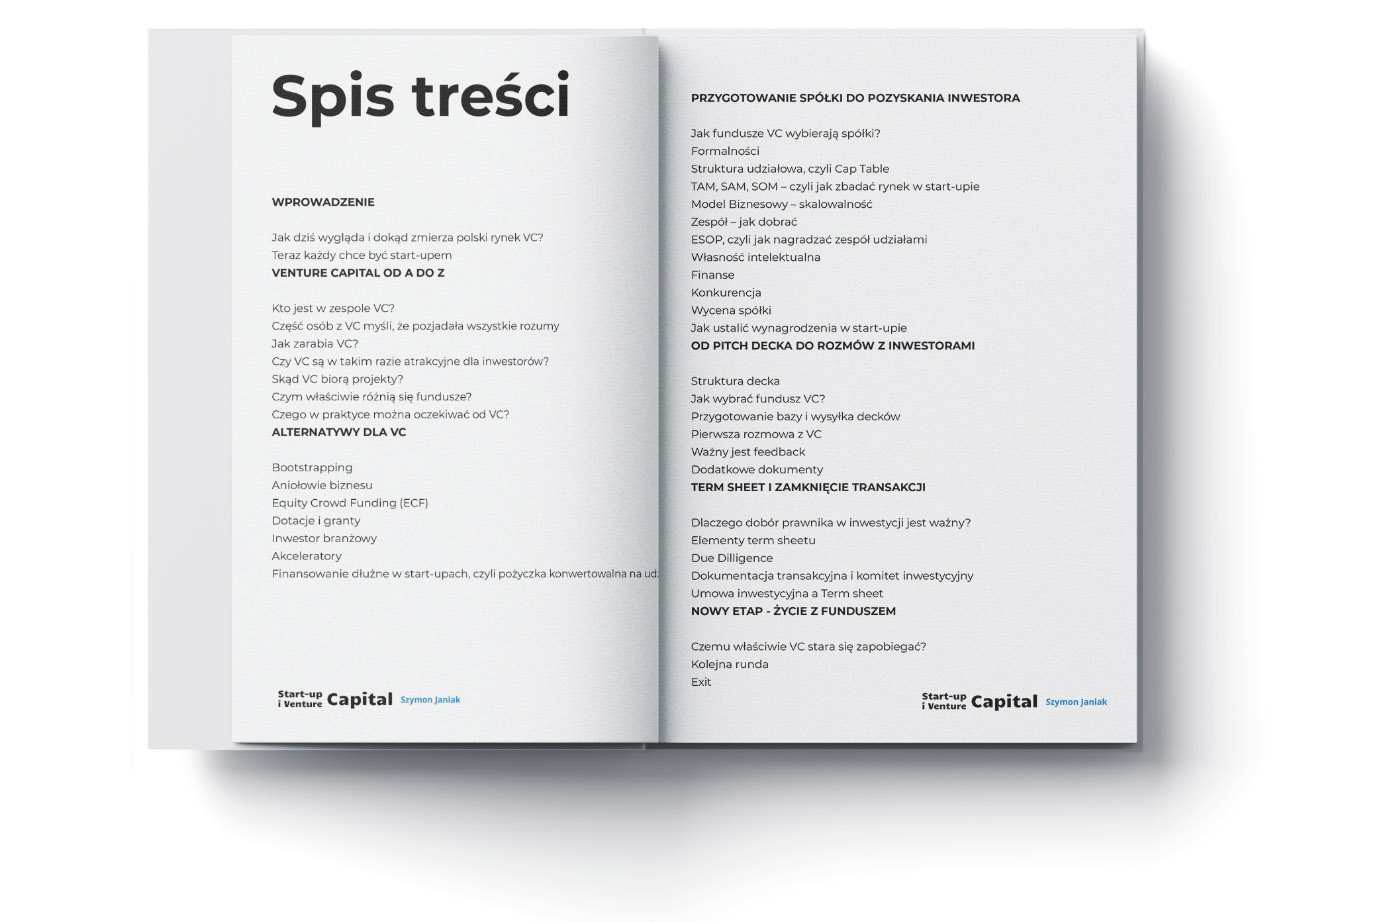 Spis treści
WPROWADZENIE
Jak dziś wygląda i dokąd zmierza polski rynek VC?
Teraz każdy chce być start-upem
VENTURE CAPITAL OD A DO Z
Kto jest w zespole VC?
Część osób z VC myśli, że pozjadała wszystkie rozumy
Jak zarabia VC?
Czy VC są w takim razie atrakcyjne dla inwestorów?
Skąd VC biorą projekty?
Czym właściwie różnią się fundusze?
Czego w praktyce można oczekiwać od VC?
ALTERNATYWY DLA VC
Bootstrapping
Aniołowie biznesu
Equity Crowd Funding (ECF)
Dotacje i granty
Inwestor branżowy
Akceleratory
Finansowanie dłużne w start-upach, czyli pożyczka konwertowalna na
Start-up
i Venture Capital Szymon Janiak
PRZYGOTOWANIE SPÓŁKI DO POZYSKANIA INWESTORA
Jak fundusze VC wybierają spółki?
Formalności
Struktura udziałowa, czyli Cap Table
TAM, SAM, SOM – czyli jak zbadać rynek w start-upie
Model Biznesowy – skalowalność
Zespół – jak dobrać
ESOP, czyli jak nagradzać zespół udziałami
Własność intelektualna
Finanse
Konkurencja
Wycena spółki
Jak ustalić wynagrodzenia w start-upie
OD PITCH DECKA DO ROZMÓW Z INWESTORAMI
Struktura decka
Jak wybrać fundusz VC?
Przygotowanie bazy i wysyłka decków
Pierwsza rozmowa z VC
Ważny jest feedback
Dodatkowe dokumenty
TERM SHEET I ZAMKNIĘCIE TRANSAKCJI
Dlaczego dobór prawnika w inwestycji jest ważny?
Elementy term sheetu
Due Dilligence
Dokumentacja transakcyjna i komitet inwestycyjny
Umowa inwestycyjna a Term sheet
NOWY ETAP - ŻYCIE Z FUNDUSZEM
Czemu właściwie VC stara się zapobiegać?
Kolejna runda
Exit
Start-up
i Venture Capital Szymon Janiak